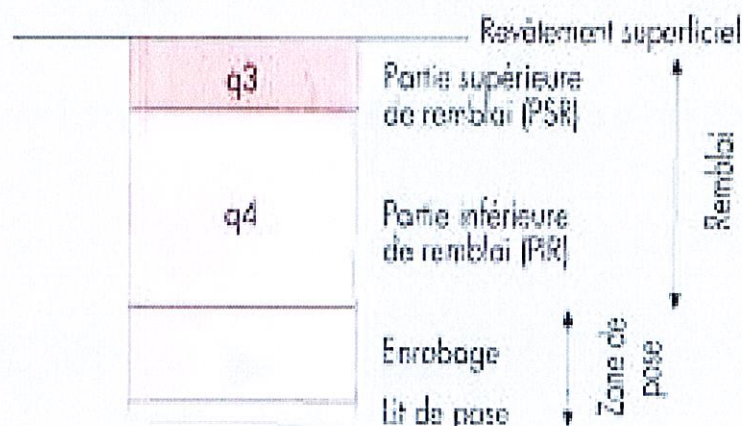 Revêtement superficiel
q3
Partie supérieure
de remblai (PSR)
q4
Partie inférieure
de remblai (PIR)
Remblai
Enrobage
Lit de pose
Zone de
pose